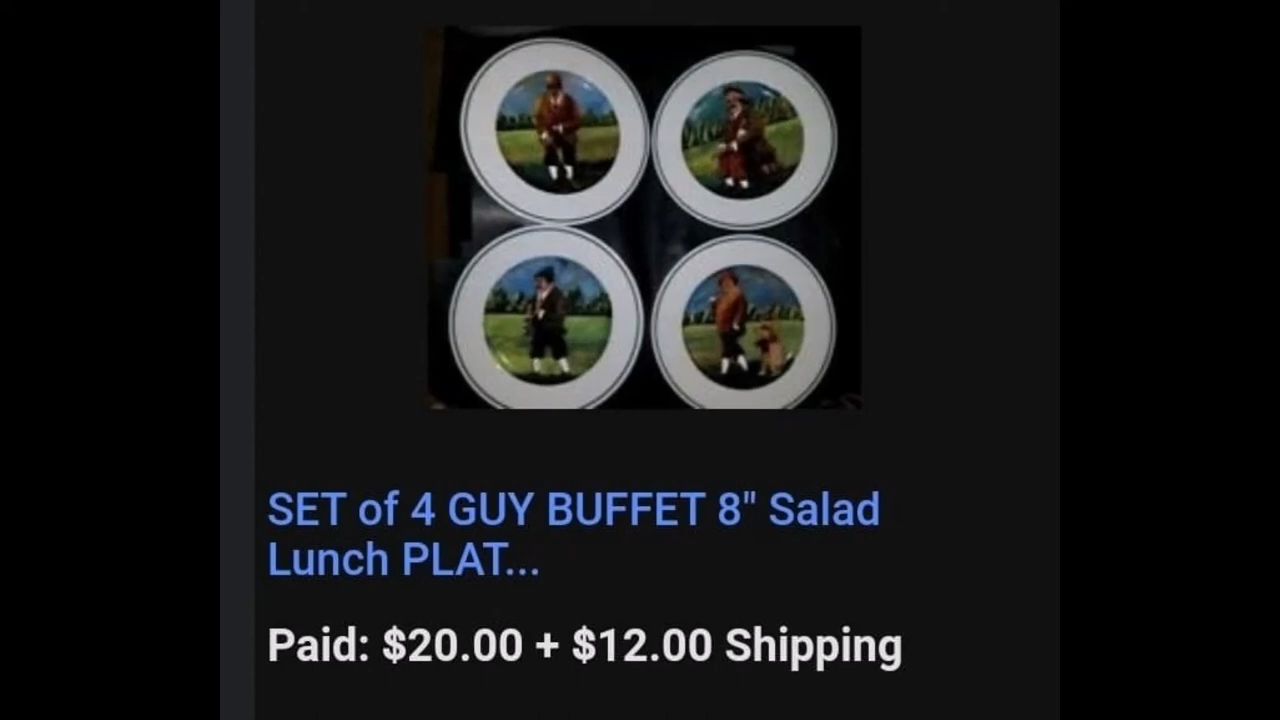 SET of 4 GUY BUFFET 8" Salad
Lunch PLAT...
Paid: $20.00 + $12.00 Shipping